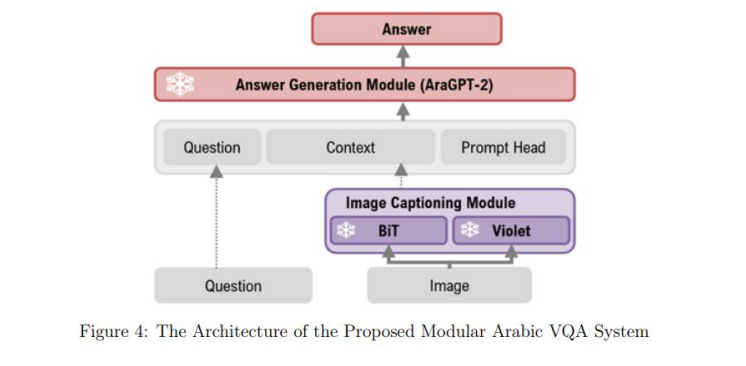 Answer
Answer Generation Module (AraGPT-2)
Question Context Prompt Head
Image Captioning Module
BiT Violet
Question Image
Figure 4: The Architecture of the Proposed Modular Arabic VQA System